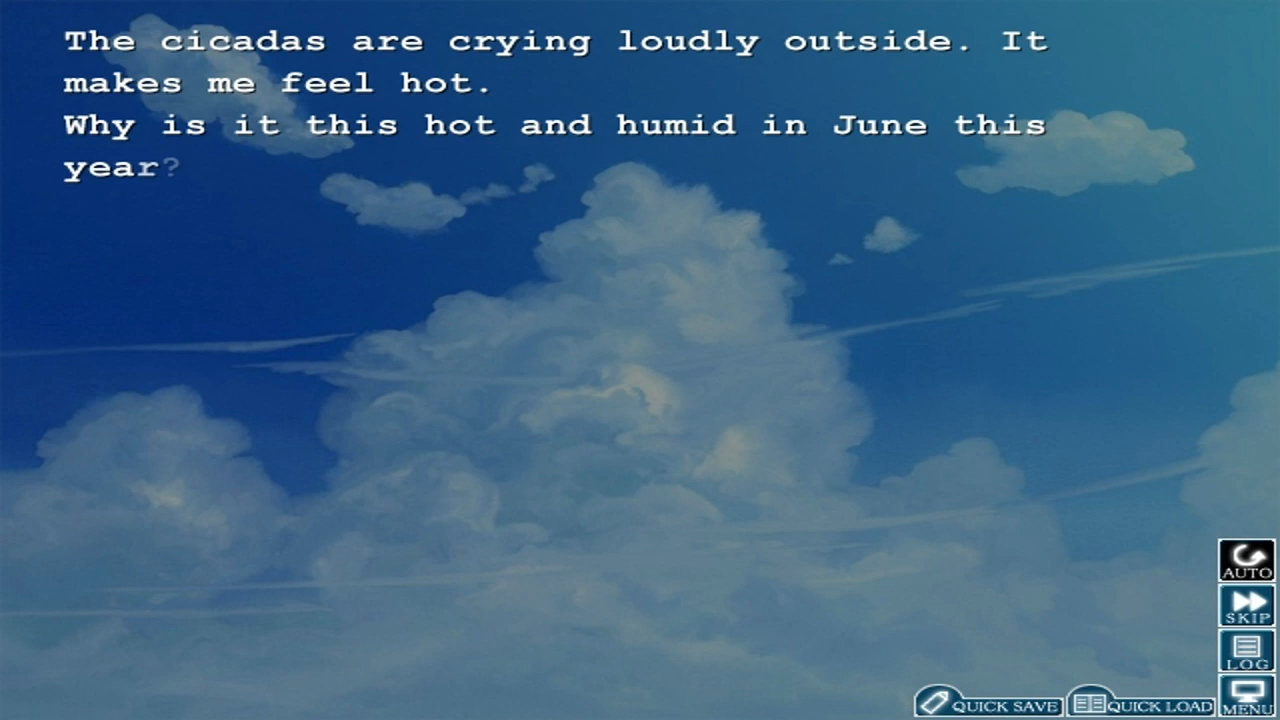 The cicadas are crying loudly outside. It
makes me feel hot.
Why is it this hot and humid in June this
year?
AUTO
SKIP
LOG
QUICK SAVE
QUICK LOAD
MENU